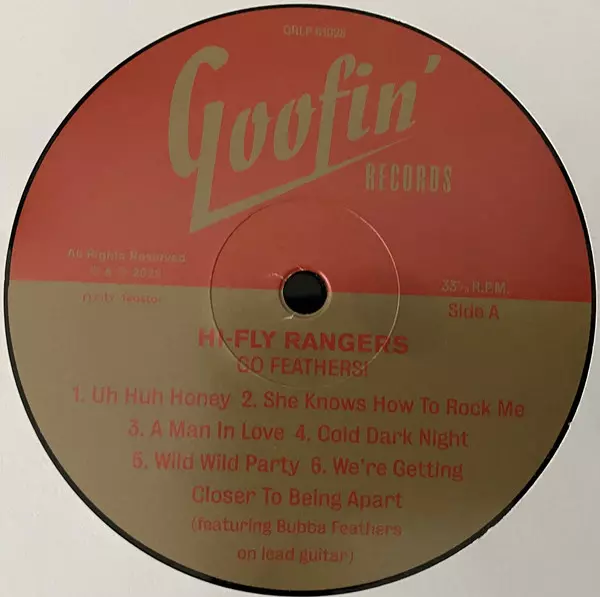 Goofin'
RECORDS
All Rights Reserved
33⅓ R.P.M.
Side A
HI-FLY RANGERS
GO FEATHERS!
1. Uh Huh Honey 2. She Knows How To Rock Me
3. A Man In Love 4. Cold Dark Night
5. Wild Wild Party 6. We're Getting
Closer To Being Apart
(featuring Bubba Feathers
on lead guitar)